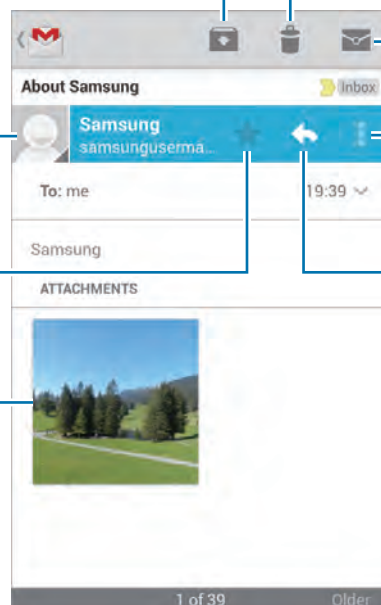 About Samsung Inbox
Samsung
samsunguserma...
To: me 19:39
Samsung
ATTACHMENTS
1 of 39 Older